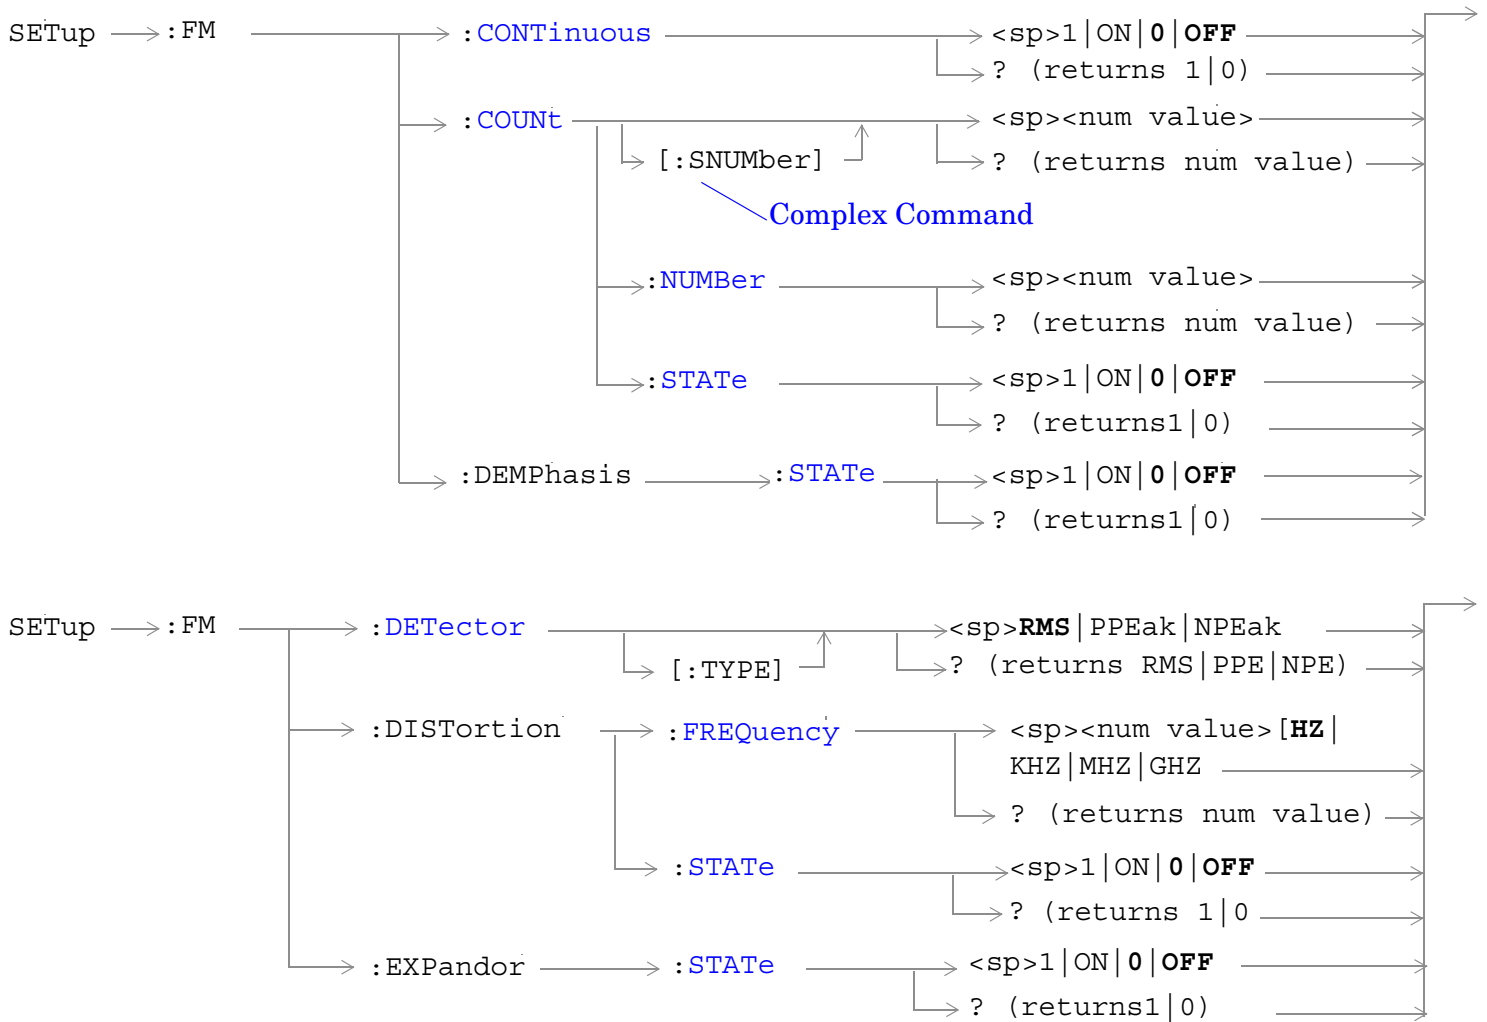 SETup :FM :CONTinuous <sp>1|ON|0|OFF
? (returns 1|0)
:COUNt <sp><num value>
[:SNUMber] ? (returns num value)
Complex Command
:NUMBer <sp><num value>
? (returns num value)
:STATe <sp>1|ON|0|OFF
? (returns1|0)
:DEMPhasis :STATe <sp>1|ON|0|OFF
? (returns1|0)
SETup :FM :DETector <sp>RMS|PPEak|NPEak
[:TYPE] ? (returns RMS|PPE|NPE)
:DISTortion :FREQuency <sp><num value>[HZ|
KHZ|MHZ|GHZ
? (returns num value)
:STATe <sp>1|ON|0|OFF
? (returns 1|0
:EXPandor :STATe <sp>1|ON|0|OFF
? (returns1|0)